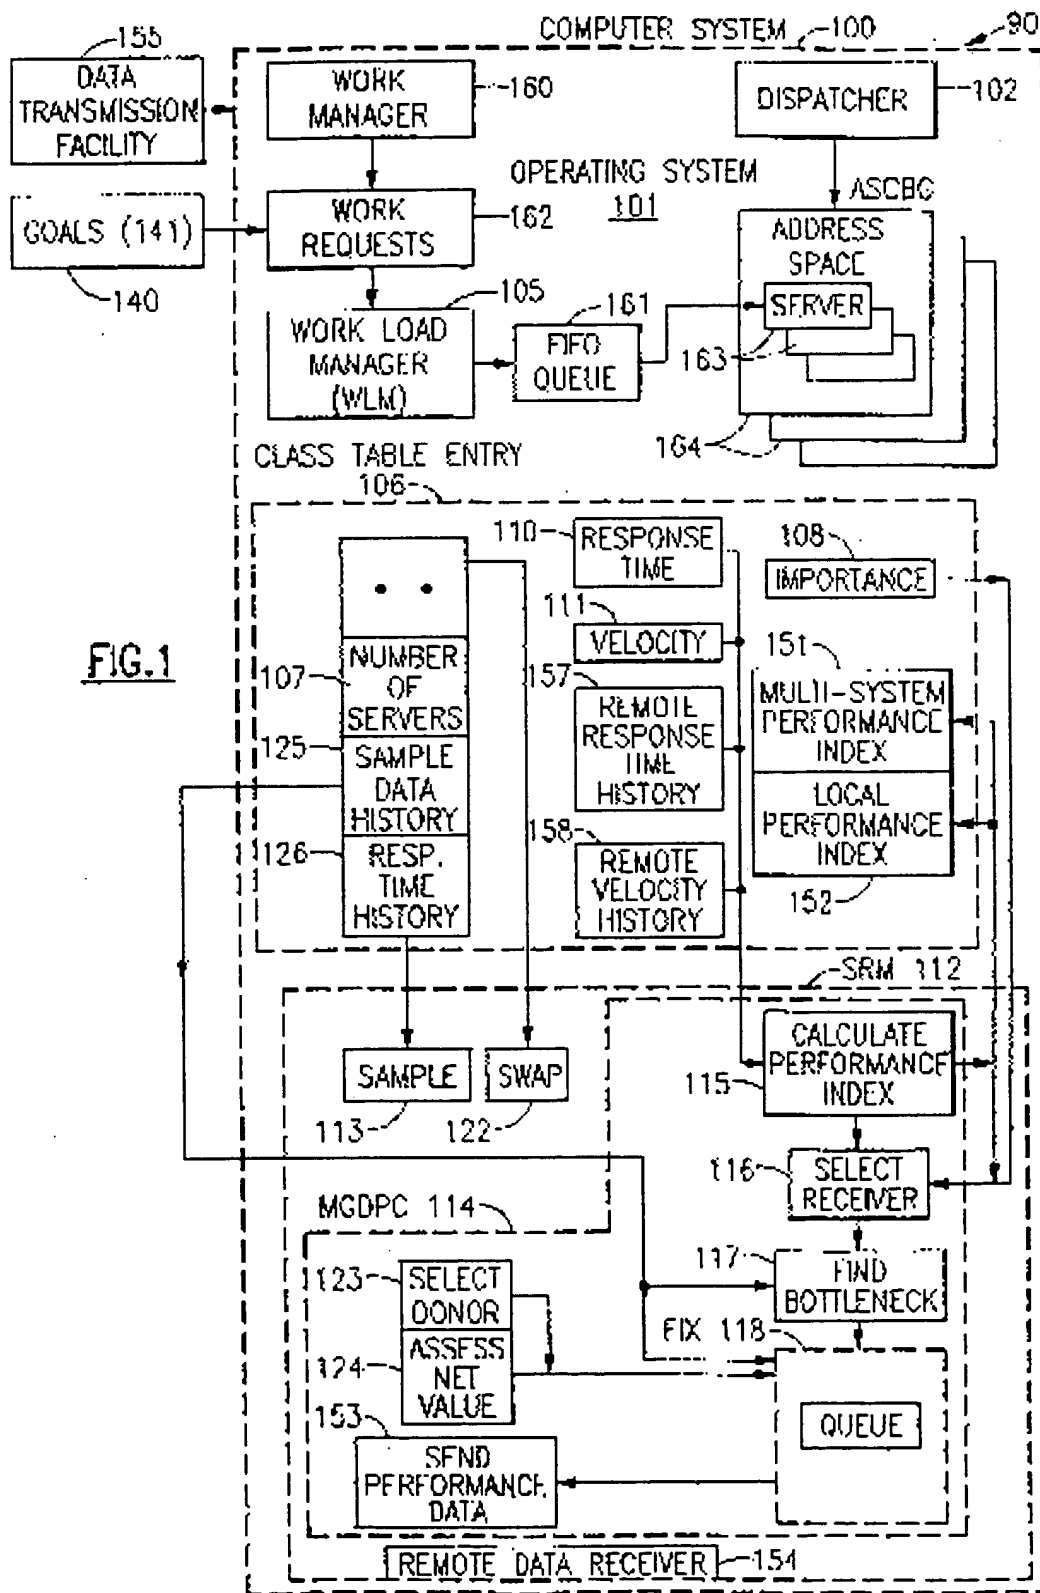 COMPUTER SYSTEM 100
90
155
DATA
TRANSMISSION
FACILITY
WORK
MANAGER
160
DISPATCHER
102
OPERATING SYSTEM
101
ASCBG
GOALS (141)
140
WORK
REQUESTS
162
ADDRESS
SPACE
SERVER
163
164
105
WORK LOAD
MANAGER
(WLM)
161
FIFO
QUEUE
CLASS TABLE ENTRY
106
110
RESPONSE
TIME
108
IMPORTANCE
111
VELOCITY
FIG.1
107
NUMBER
OF
SERVERS
157
REMOTE
RESPONSE
TIME
HISTORY
151
MULTI-SYSTEM
PERFORMANCE
INDEX
125
SAMPLE
DATA
HISTORY
LOCAL
PERFORMANCE
INDEX
152
126
RESP.
TIME
HISTORY
158
REMOTE
VELOCITY
HISTORY
SRM 112
SAMPLE
113
SWAP
122
CALCULATE
PERFORMANCE
INDEX
115
116
SELECT
RECEIVER
MGDPC 114
117
FIND
BOTTLENECK
123
SELECT
DONOR
FIX 118
124
ASSESS
NET
VALUE
QUEUE
153
SEND
PERFORMANCE
DATA
REMOTE DATA RECEIVER
154